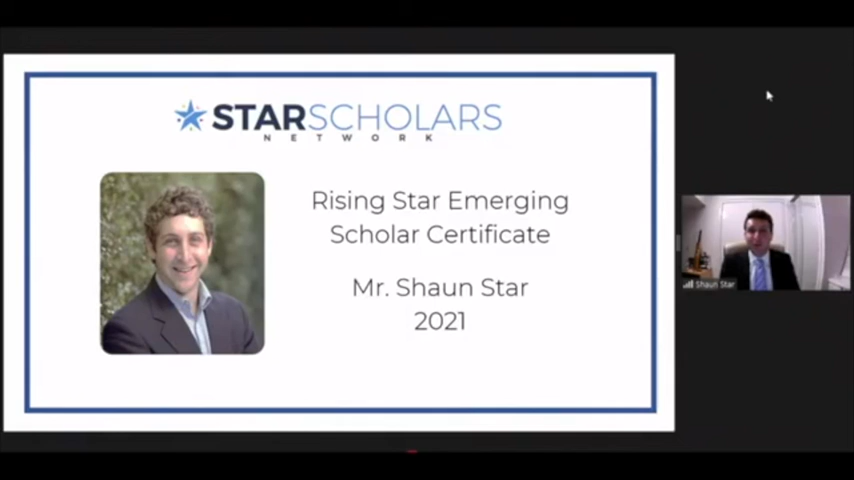 STARSCHOLARS
NETWORK
Rising Star Emerging
Scholar Certificate
Mr. Shaun Star
2021
Shaun Star